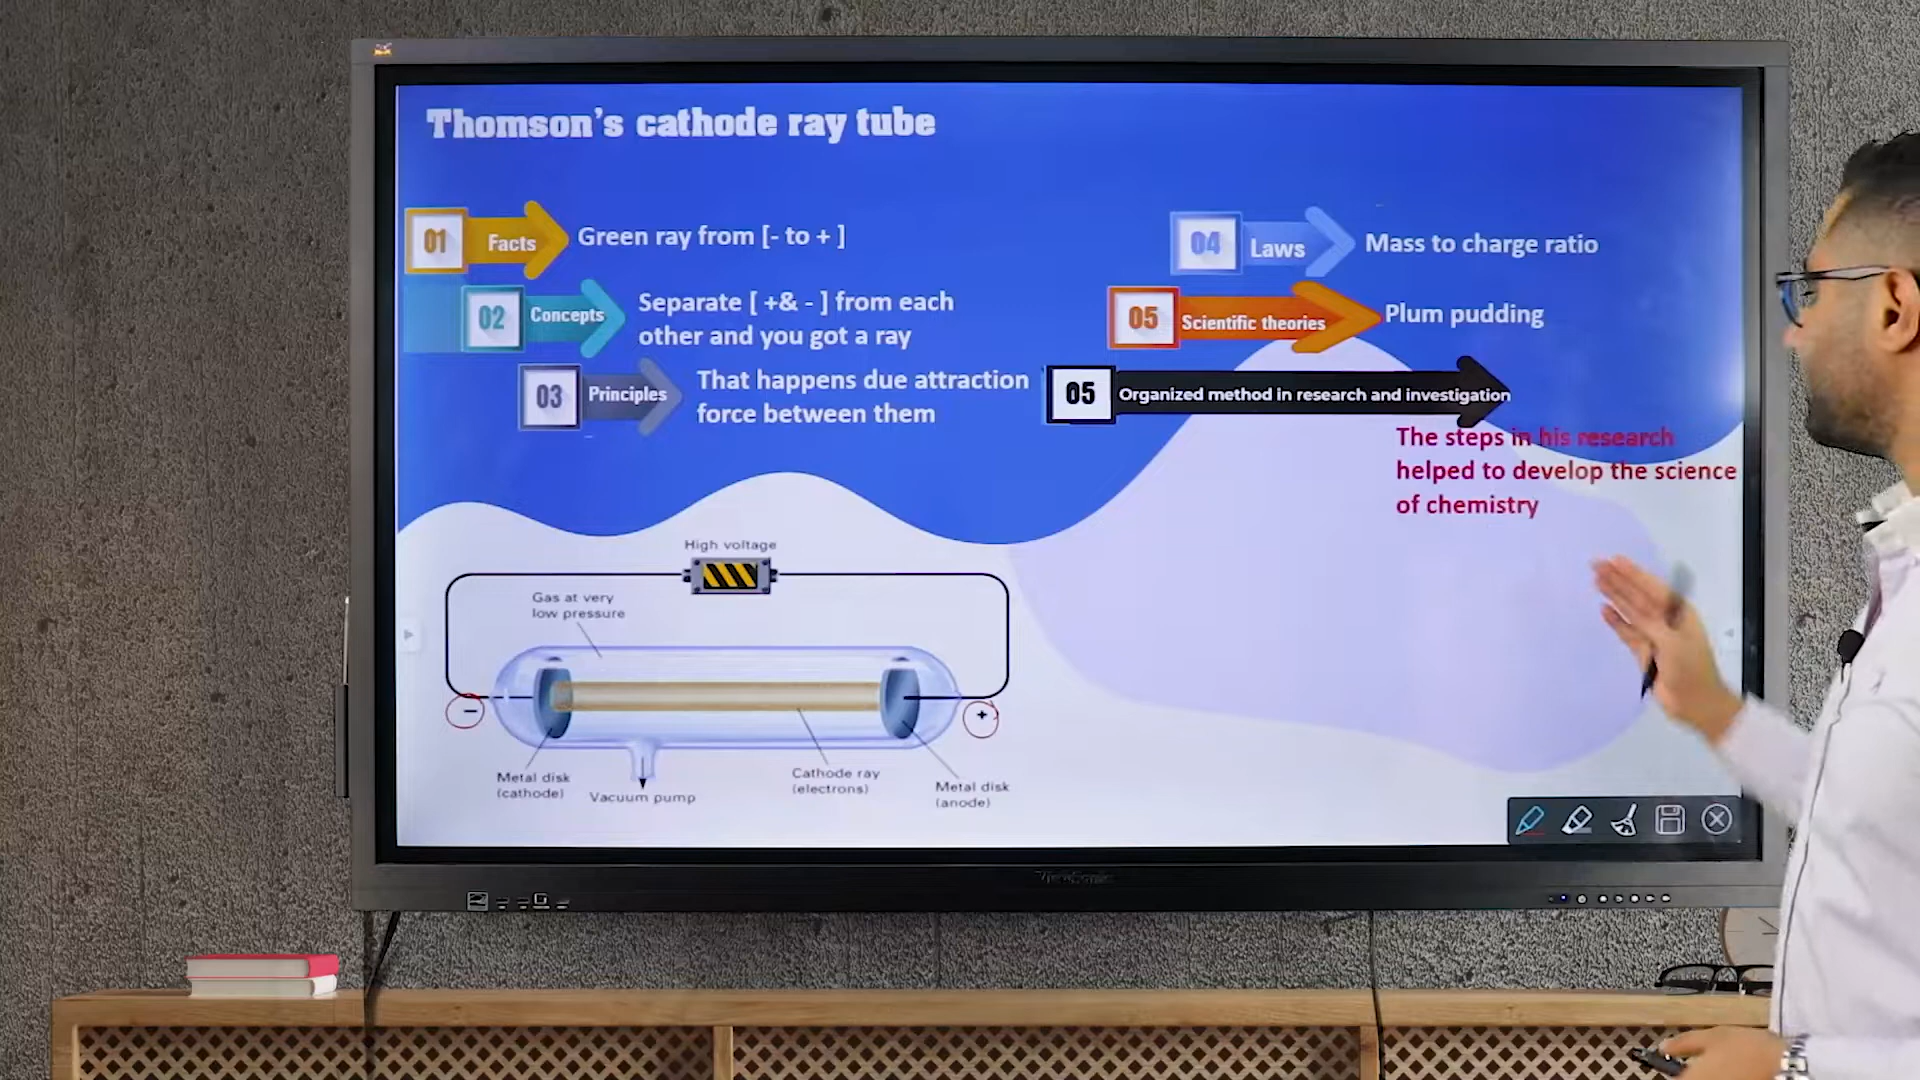 Thomson's cathode ray tube
01 Facts Green ray from [- to + ]
02 Concepts Separate [ +& - ] from each
other and you got a ray
03 Principles That happens due attraction
force between them
04 Laws Mass to charge ratio
05 Scientific theories Plum pudding
05 Organized method in research and investigation
The steps in his research
helped to develop the science
of chemistry
High voltage
Gas at very
low pressure
−
+
Metal disk
(cathode)
Vacuum pump
Cathode ray
(electrons)
Metal disk
(anode)
ViewSonic